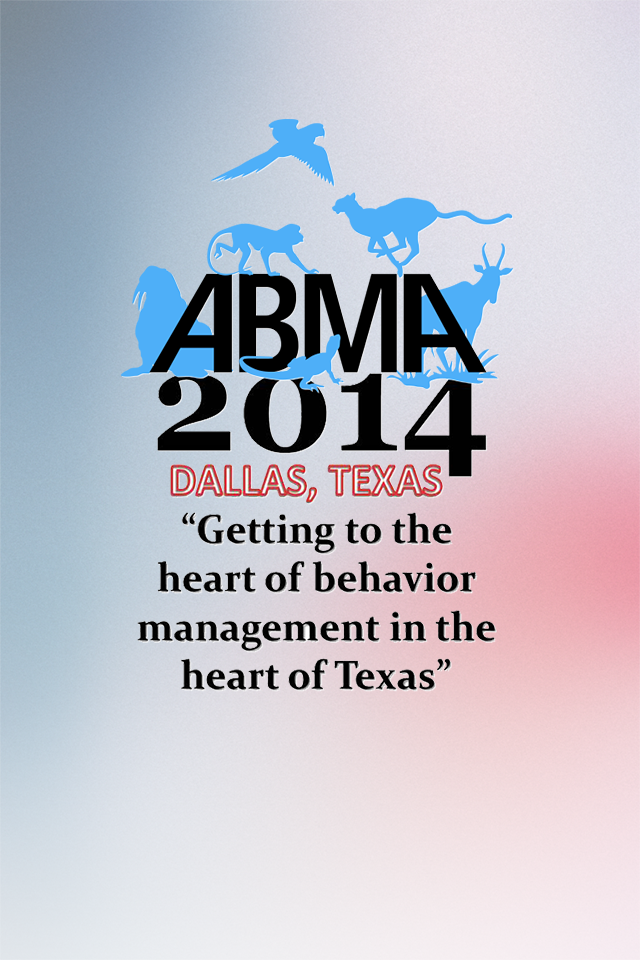 ABMA
2014
DALLAS, TEXAS
“Getting to the
heart of behavior
management in the
heart of Texas”